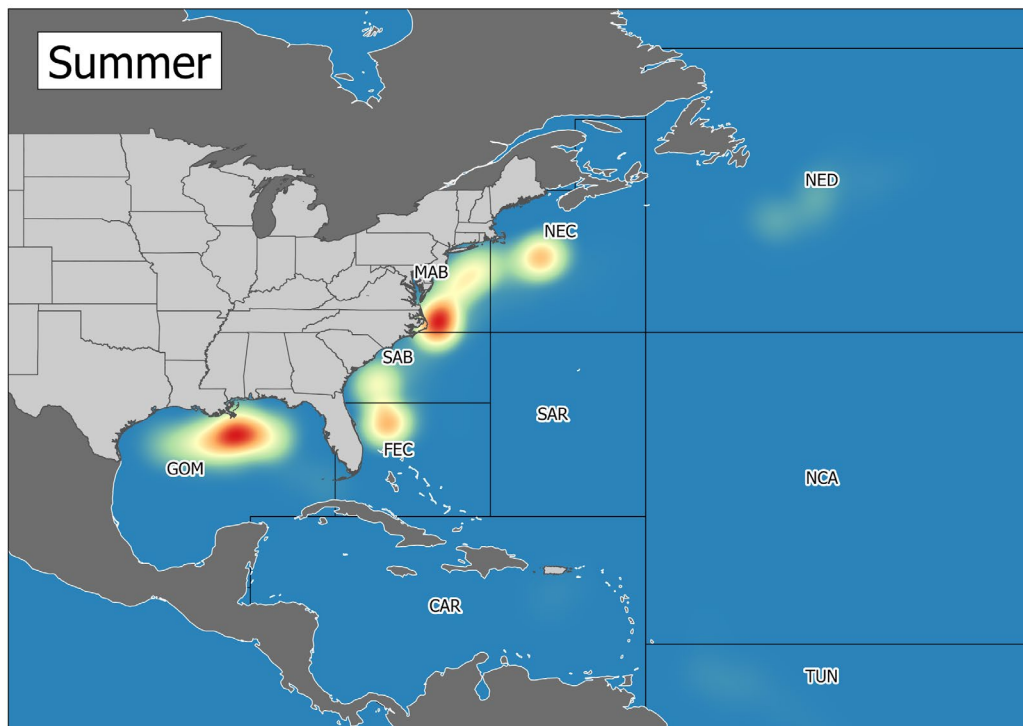 Summer
NED
NEC
MAB
SAB
SAR
FEC
GOM
NCA
CAR
TUN